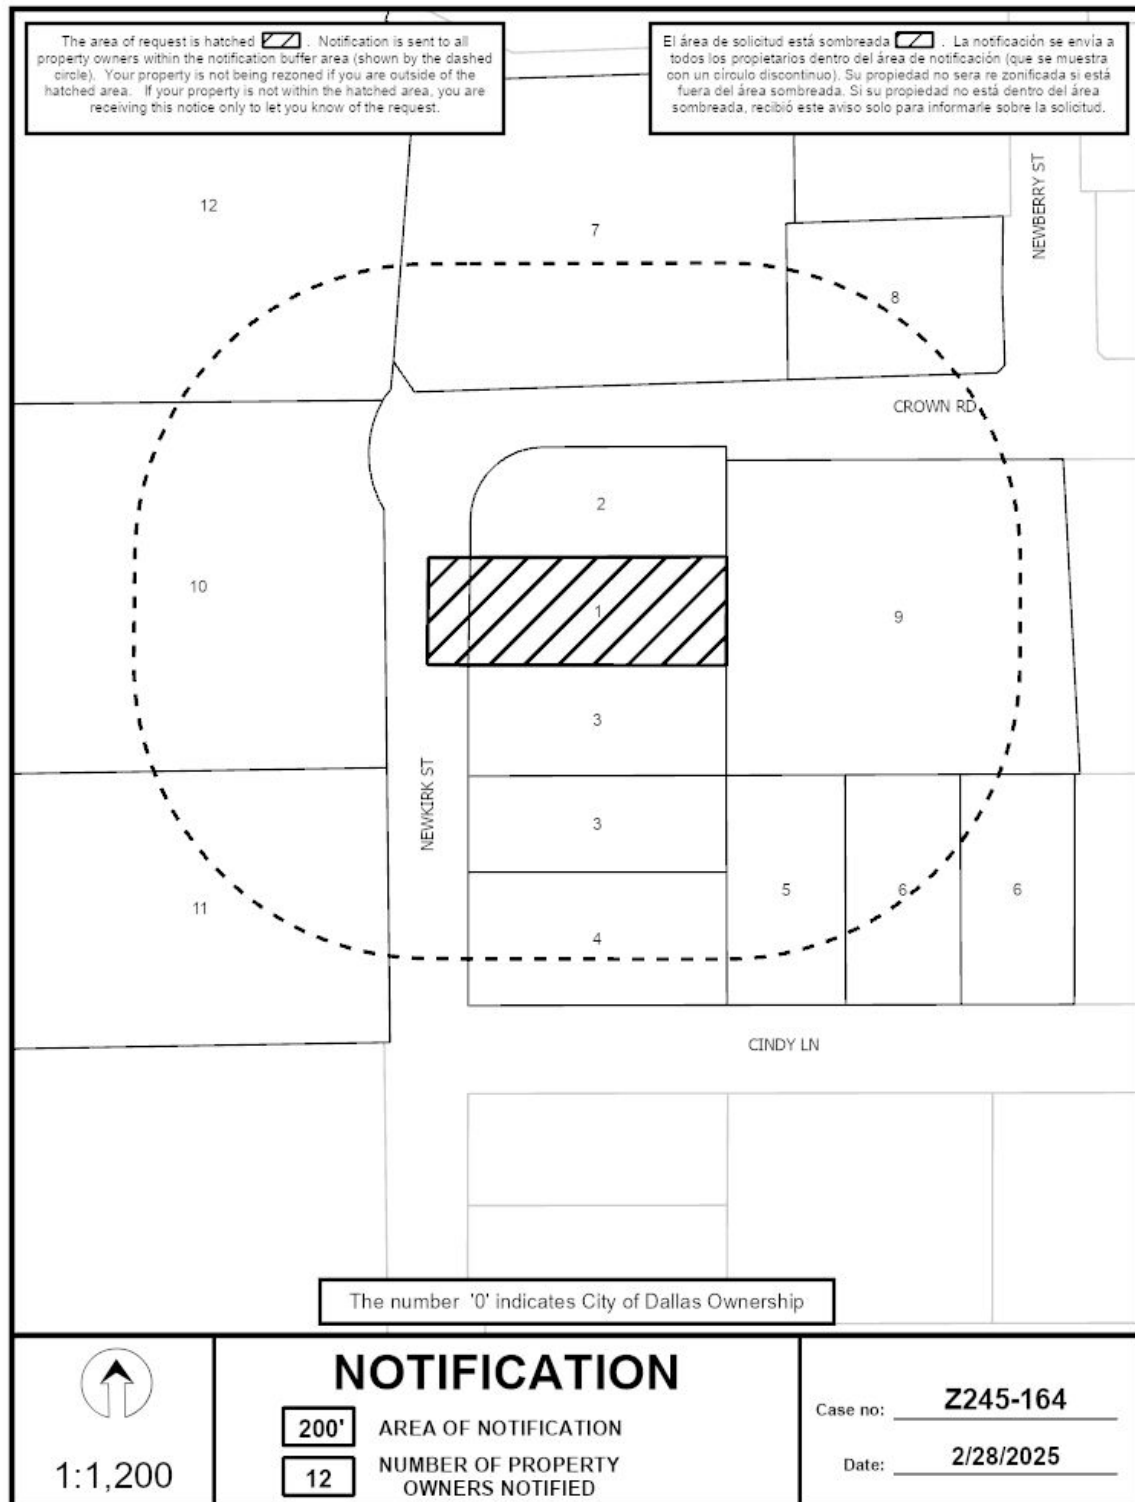 The area of request is hatched . Notification is sent to all
property owners within the notification buffer area (shown by the dashed
circle). Your property is not being rezoned if you are outside of the
hatched area. If your property is not within the hatched area, you are
receiving this notice only to let you know of the request.
El área de solicitud está sombreada . La notificación se envía a
todos los propietarios dentro del área de notificación (que se muestra
con un círculo discontinuo). Su propiedad no sera re zonificada si está
fuera del área sombreada. Si su propiedad no está dentro del área
sombreada, recibió este aviso solo para informarle sobre la solicitud.
12
7
NEWBERRY ST
8
CROWN RD
2
10
1
9
3
NEWKIRK ST
3
5
6
6
11
4
CINDY LN
The number '0' indicates City of Dallas Ownership
1:1,200
NOTIFICATION
200' AREA OF NOTIFICATION
12 NUMBER OF PROPERTY
OWNERS NOTIFIED
Case no: Z245-164
Date: 2/28/2025